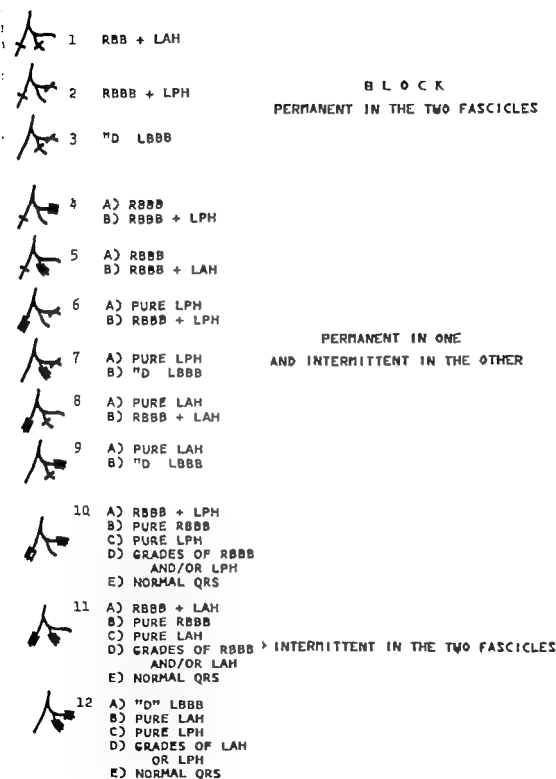 1 RBB + LAH
2 RBBB + LPH
B L O C K
PERMANENT IN THE TWO FASCICLES
3 "D LBBB
4 A) RBBB
B) RBBB + LPH
5 A) RBBB
B) RBBB + LAH
6 A) PURE LPH
B) RBBB + LPH
7 A) PURE LPH
B) "D LBBB
PERMANENT IN ONE
AND INTERMITTENT IN THE OTHER
8 A) PURE LAH
B) RBBB + LAH
9 A) PURE LAH
B) "D LBBB
10 A) RBBB + LPH
B) PURE RBBB
C) PURE LPH
D) GRADES OF RBBB
AND/OR LPH
E) NORMAL QRS
11 A) RBBB + LAH
B) PURE RBBB
C) PURE LAH
D) GRADES OF RBBB
AND/OR LAH
E) NORMAL QRS
INTERMITTENT IN THE TWO FASCICLES
12 A) "D" LBBB
B) PURE LAH
C) PURE LPH
D) GRADES OF LAH
OR LPH
E) NORMAL QRS